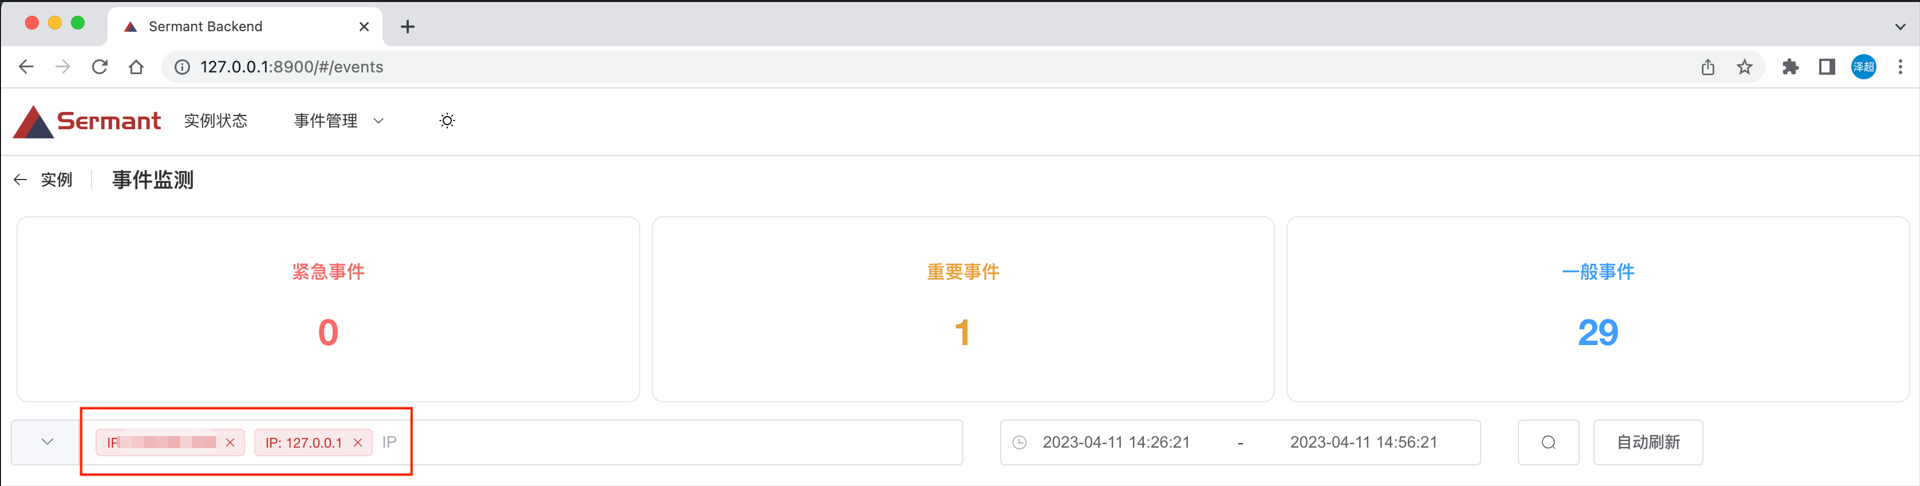 Sermant Backend
127.0.0.1:8900/#/events
泽超
Sermant 实例状态 事件管理
实例 事件监测
紧急事件 重要事件 一般事件
0 1 29
IP IP: 127.0.0.1 IP 2023-04-11 14:26:21 - 2023-04-11 14:56:21 自动刷新